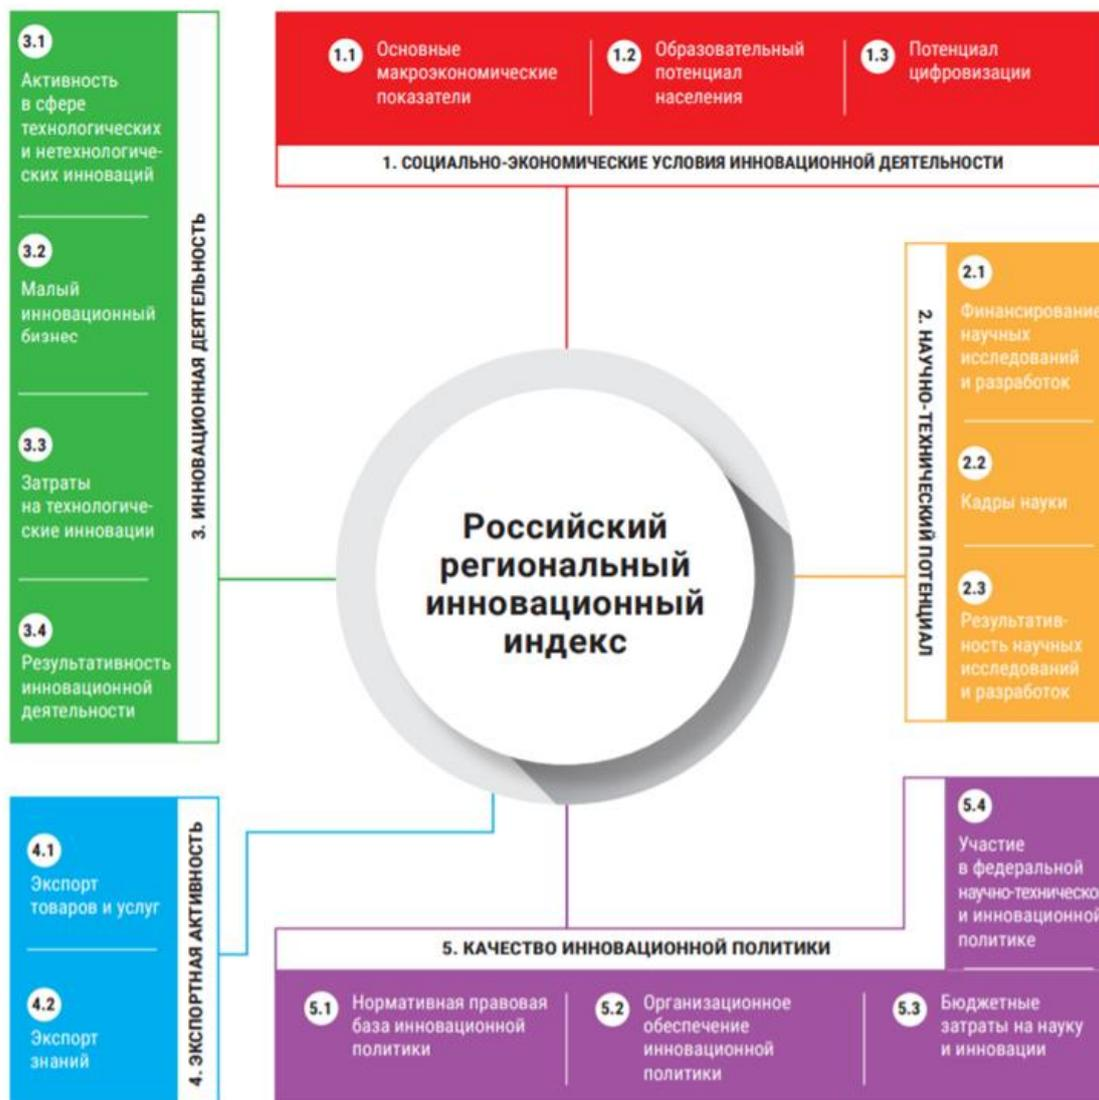 1.1
Основные
макроэкономические
показатели
1.2
Образовательный
потенциал
населения
1.3
Потенциал
цифровизации
1. СОЦИАЛЬНО-ЭКОНОМИЧЕСКИЕ УСЛОВИЯ ИННОВАЦИОННОЙ ДЕЯТЕЛЬНОСТИ
2. НАУЧНО-ТЕХНИЧЕСКИЙ ПОТЕНЦИАЛ
2.1
Финансирование
научных
исследований
и разработок
2.2
Кадры науки
2.3
Результатив-
ность научных
исследований
и разработок
3.1
Активность
в сфере
технологических
и нетехнологиче-
ских инноваций
3.2
Малый
инновационный
бизнес
3.3
Затраты
на технологиче-
ские инновации
3.4
Результативность
инновационной
деятельности
3. ИННОВАЦИОННАЯ ДЕЯТЕЛЬНОСТЬ
Российский
региональный
инновационный
индекс
4.1
Экспорт
товаров и услуг
4.2
Экспорт
знаний
4. ЭКСПОРТНАЯ АКТИВНОСТЬ
5. КАЧЕСТВО ИННОВАЦИОННОЙ ПОЛИТИКИ
5.1
Нормативная правовая
база инновационной
политики
5.2
Организационное
обеспечение
инновационной
политики
5.3
Бюджетные
затраты на науку
и инновации
5.4
Участие
в федеральной
научно-техническо
и инновационной
политике